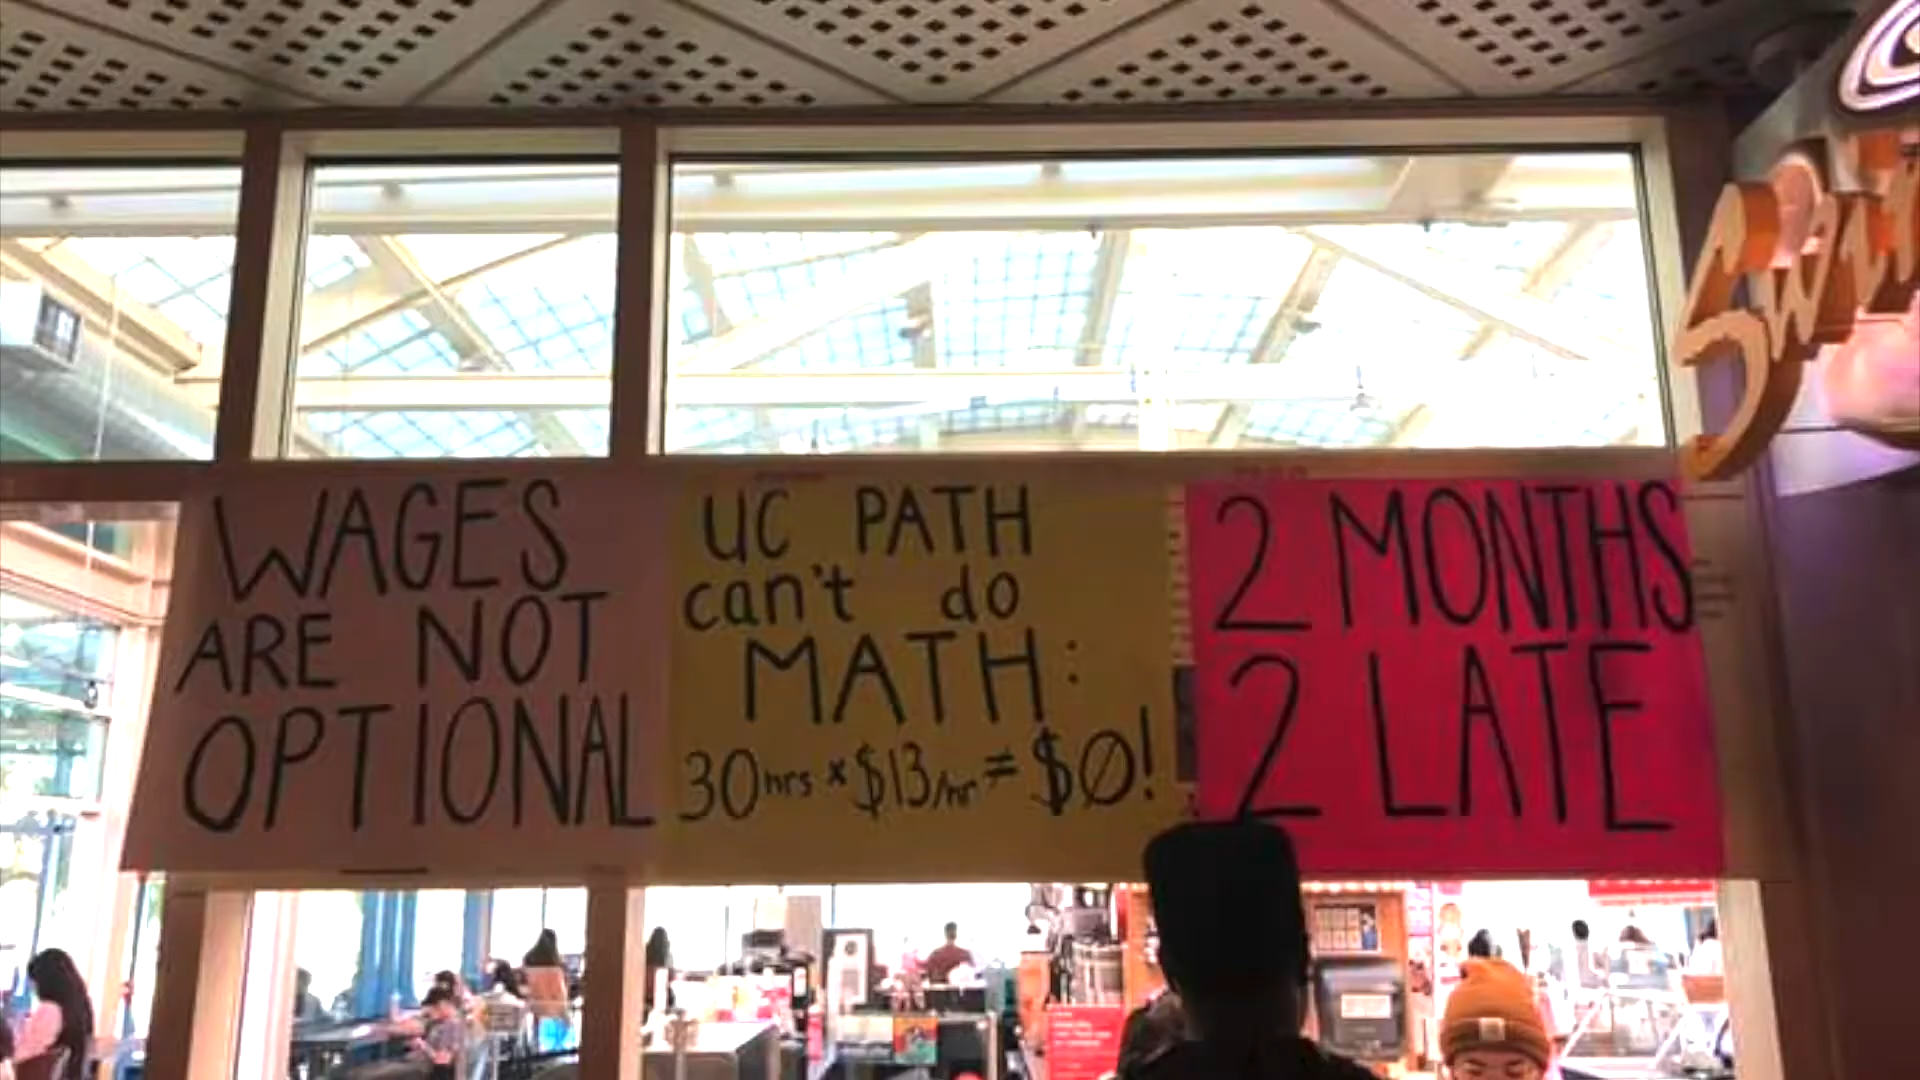 WAGES
ARE NOT
OPTIONAL
UC PATH
can't do
MATH:
30hrs × $13/hr = $0!
2 MONTHS
2 LATE